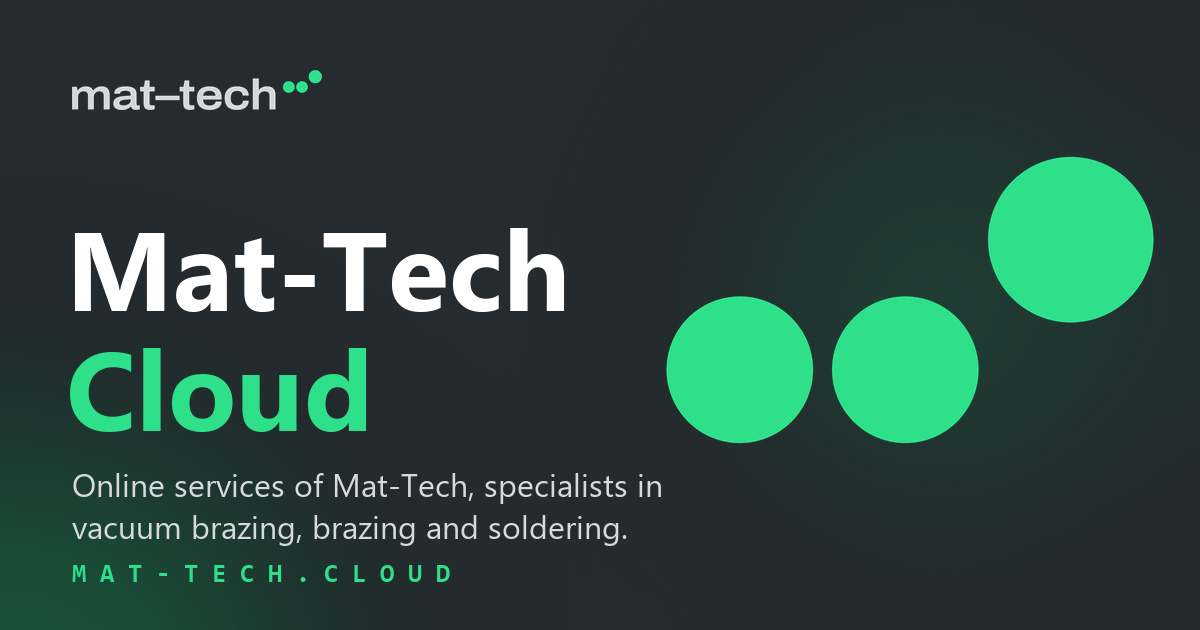 mat–tech
Mat-Tech
Cloud
Online services of Mat-Tech, specialists in
vacuum brazing, brazing and soldering.
MAT-TECH.CLOUD